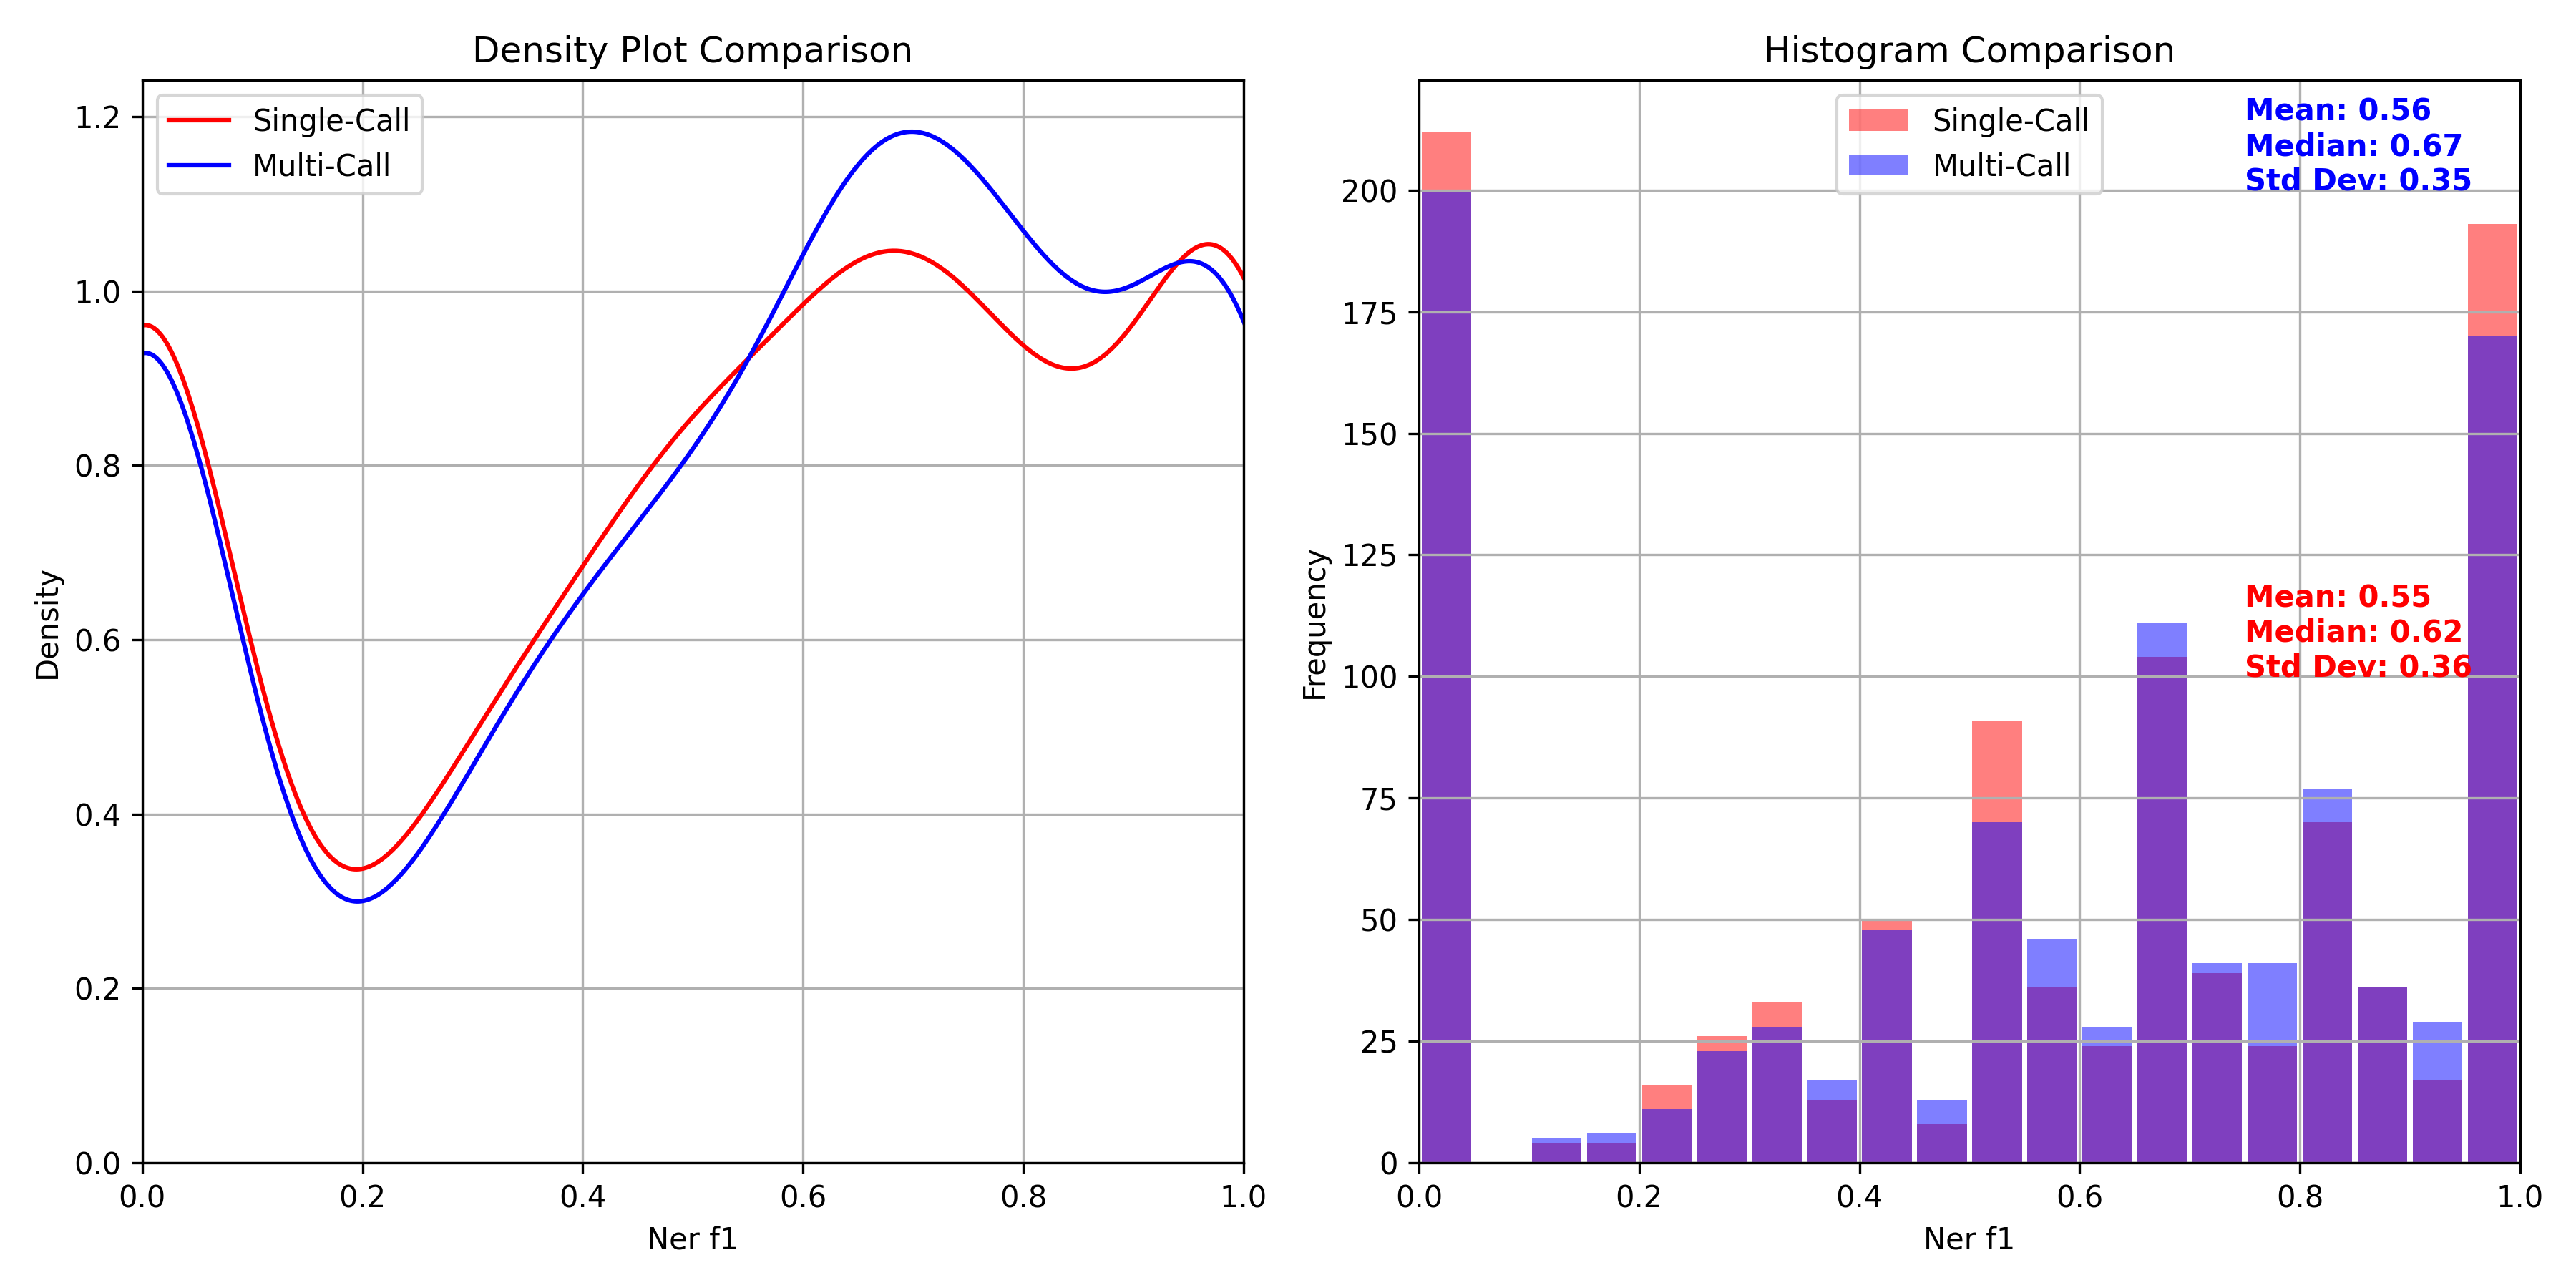 Density Plot Comparison
Single-Call
Multi-Call
1.2
1.0
0.8
0.6
0.4
0.2
0.0
Density
0.0 0.2 0.4 0.6 0.8 1.0
Ner f1
Histogram Comparison
Single-Call
Multi-Call
Mean: 0.56
Median: 0.67
Std Dev: 0.35
Mean: 0.55
Median: 0.62
Std Dev: 0.36
200
175
150
125
100
75
50
25
0
Frequency
0.0 0.2 0.4 0.6 0.8 1.0
Ner f1